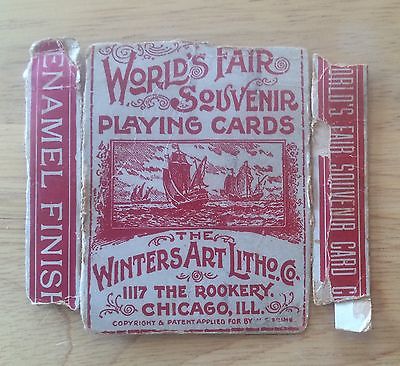 ENAMEL FINISH
WORLD'S FAIR
SOUVENIR
PLAYING CARDS
THE
WINTERS ART LITHO. CO.
1117 THE ROOKERY.
CHICAGO, ILL.
COPYRIGHT & PATENT APPLIED FOR BY
ORLD'S FAIR SOUVENIR CARD C